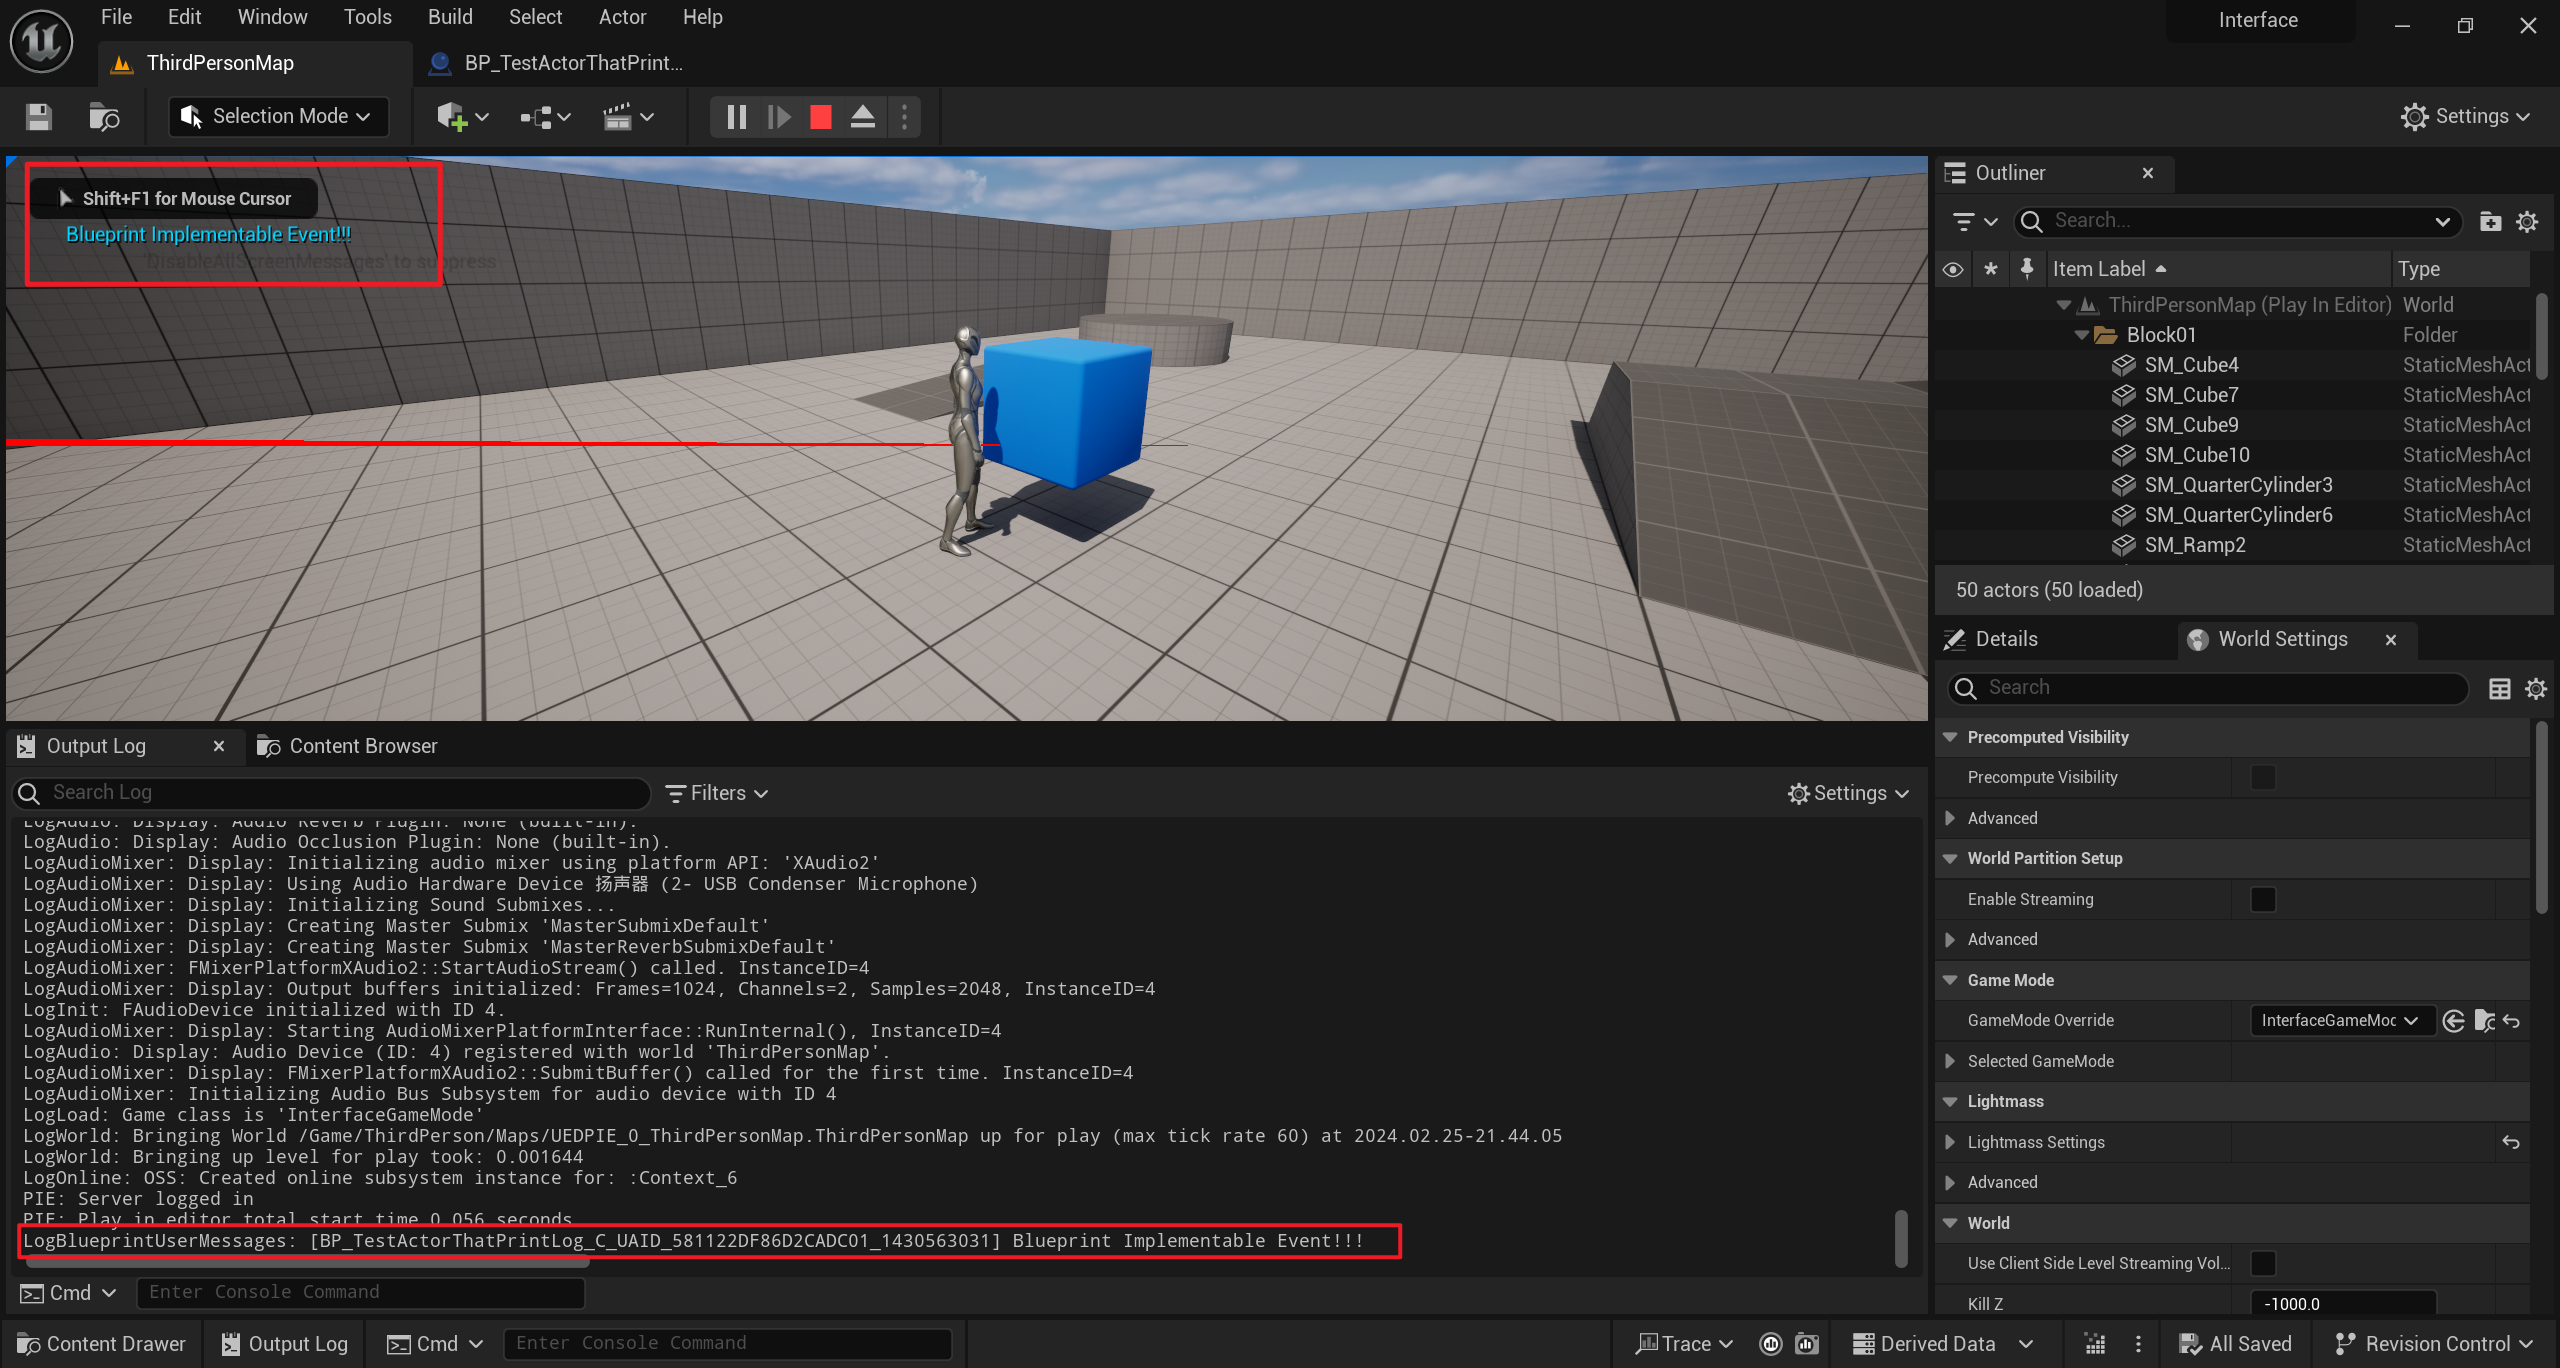 File Edit Window Tools Build Select Actor Help
Interface
ThirdPersonMap
BP_TestActorThatPrint...
Selection Mode
Settings
Shift+F1 for Mouse Cursor
Blueprint Implementable Event!!!
'DisableAllScreenMessages' to suppress
Outliner
Search...
Item Label Type
ThirdPersonMap (Play In Editor) World
Block01 Folder
SM_Cube4 StaticMeshAct
SM_Cube7 StaticMeshAct
SM_Cube9 StaticMeshAct
SM_Cube10 StaticMeshAct
SM_QuarterCylinder3 StaticMeshAct
SM_QuarterCylinder6 StaticMeshAct
SM_Ramp2 StaticMeshAct
50 actors (50 loaded)
Details
World Settings
Search
Precomputed Visibility
Precompute Visibility
Advanced
World Partition Setup
Enable Streaming
Advanced
Game Mode
GameMode Override InterfaceGameMoc
Selected GameMode
Lightmass
Lightmass Settings
Advanced
World
Use Client Side Level Streaming Vol...
Kill Z -1000.0
Output Log
Content Browser
Search Log
Filters
Settings
LogAudio: Display: Audio Reverb Plugin: None (built-in).
LogAudio: Display: Audio Occlusion Plugin: None (built-in).
LogAudioMixer: Display: Initializing audio mixer using platform API: 'XAudio2'
LogAudioMixer: Display: Using Audio Hardware Device 扬声器 (2- USB Condenser Microphone)
LogAudioMixer: Display: Initializing Sound Submixes...
LogAudioMixer: Display: Creating Master Submix 'MasterSubmixDefault'
LogAudioMixer: Display: Creating Master Submix 'MasterReverbSubmixDefault'
LogAudioMixer: FMixerPlatformXAudio2::StartAudioStream() called. InstanceID=4
LogAudioMixer: Display: Output buffers initialized: Frames=1024, Channels=2, Samples=2048, InstanceID=4
LogInit: FAudioDevice initialized with ID 4.
LogAudioMixer: Display: Starting AudioMixerPlatformInterface::RunInternal(), InstanceID=4
LogAudio: Display: Audio Device (ID: 4) registered with world 'ThirdPersonMap'.
LogAudioMixer: Display: FMixerPlatformXAudio2::SubmitBuffer() called for the first time. InstanceID=4
LogAudioMixer: Initializing Audio Bus Subsystem for audio device with ID 4
LogLoad: Game class is 'InterfaceGameMode'
LogWorld: Bringing World /Game/ThirdPerson/Maps/UEDPIE_0_ThirdPersonMap.ThirdPersonMap up for play (max tick rate 60) at 2024.02.25-21.44.05
LogWorld: Bringing up level for play took: 0.001644
LogOnline: OSS: Created online subsystem instance for: :Context_6
PIE: Server logged in
PIE: Play in editor total start time 0.056 seconds.
LogBlueprintUserMessages: [BP_TestActorThatPrintLog_C_UAID_581122DF86D2CADC01_1430563031] Blueprint Implementable Event!!!
Cmd
Enter Console Command
Content Drawer
Output Log
Cmd
Enter Console Command
Trace
Derived Data
All Saved
Revision Control